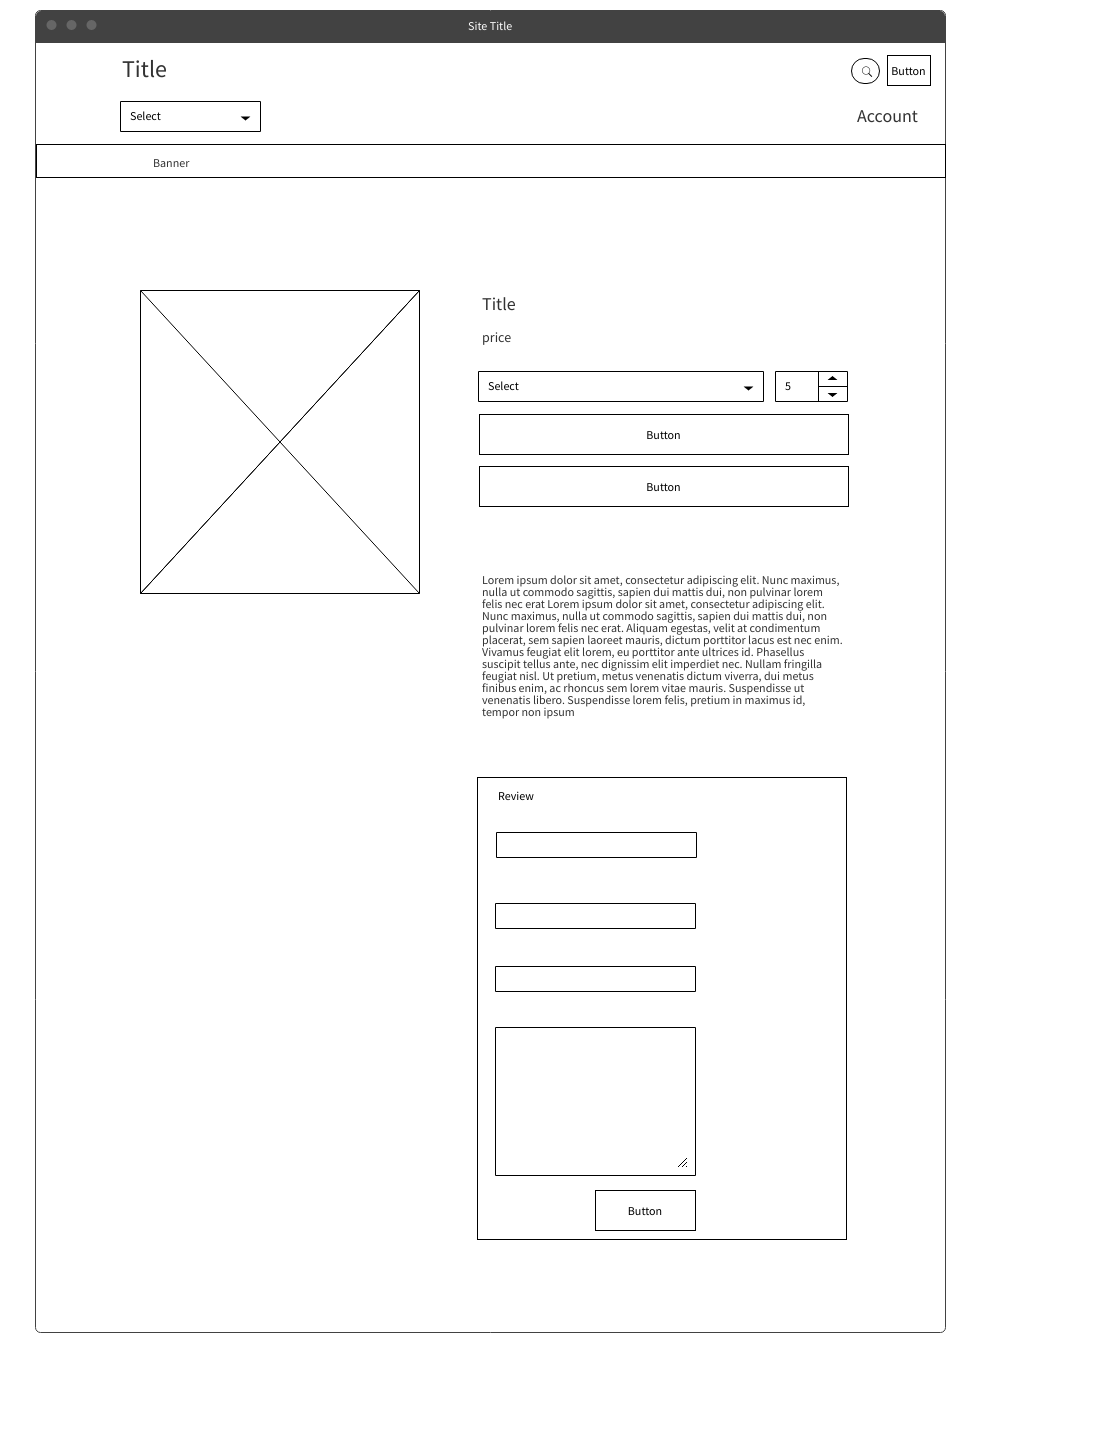 Site Title
Title
Button
Select
Account
Banner
Title
price
Select
5
Button
Button
Lorem ipsum dolor sit amet, consectetur adipiscing elit. Nunc maximus,
nulla ut commodo sagittis, sapien dui mattis dui, non pulvinar lorem
felis nec erat Lorem ipsum dolor sit amet, consectetur adipiscing elit.
Nunc maximus, nulla ut commodo sagittis, sapien dui mattis dui, non
pulvinar lorem felis nec erat. Aliquam egestas, velit at condimentum
placerat, sem sapien laoreet mauris, dictum porttitor lacus est nec enim.
Vivamus feugiat elit lorem, eu porttitor ante ultrices id. Phasellus
suscipit tellus ante, nec dignissim elit imperdiet nec. Nullam fringilla
feugiat nisl. Ut pretium, metus venenatis dictum viverra, dui metus
finibus enim, ac rhoncus sem lorem vitae mauris. Suspendisse ut
venenatis libero. Suspendisse lorem felis, pretium in maximus id,
tempor non ipsum
Review
Button